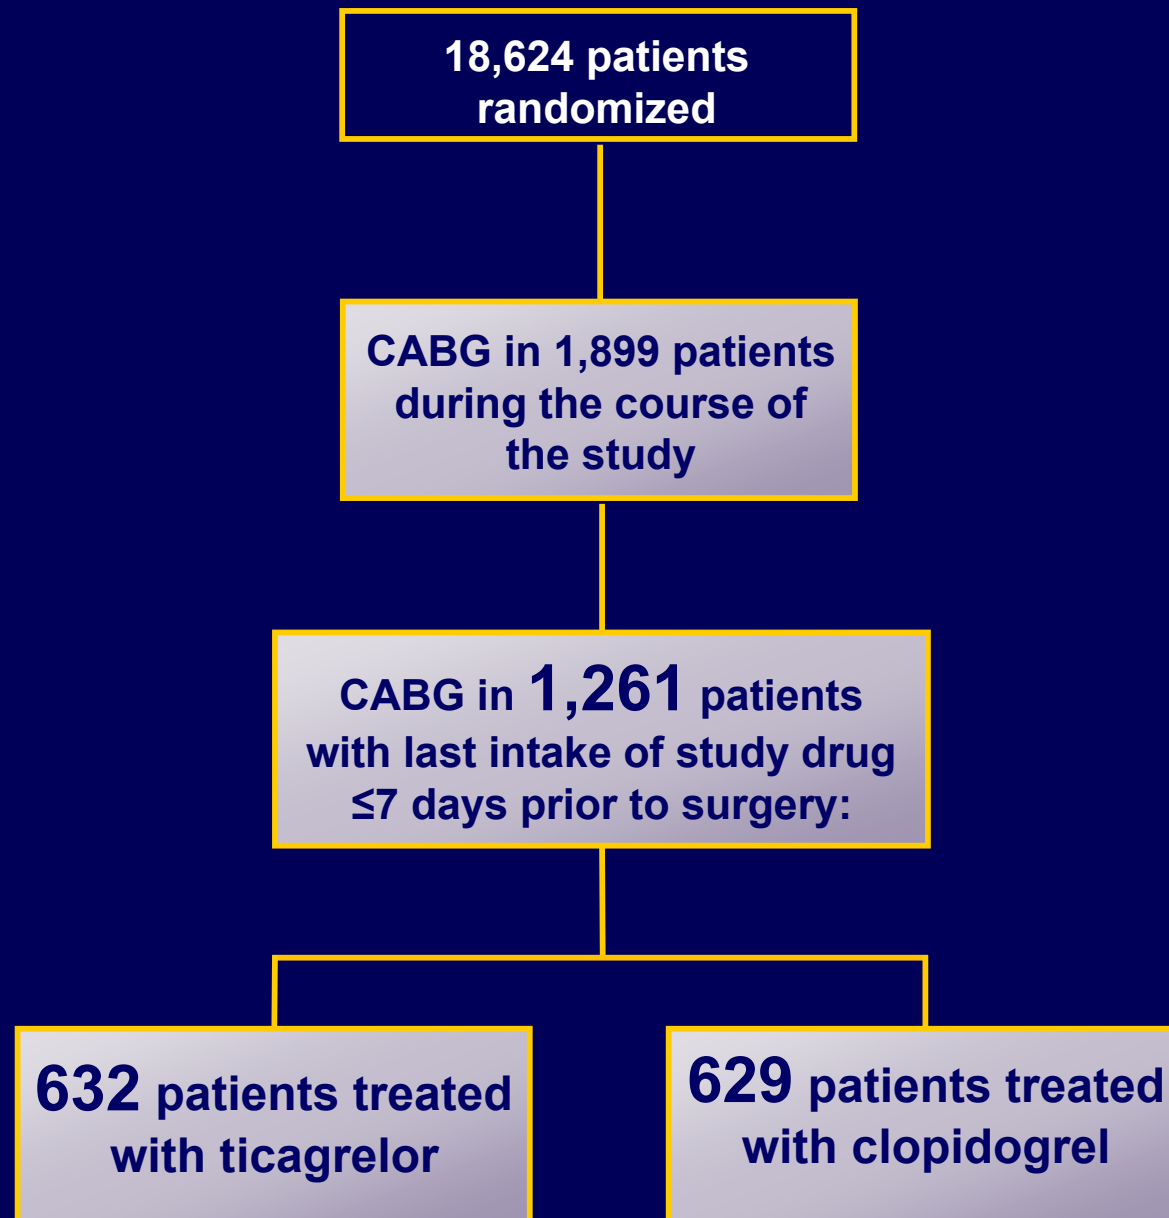 18,624 patients
randomized
CABG in 1,899 patients
during the course of
the study
CABG in 1,261 patients
with last intake of study drug
≤7 days prior to surgery:
632 patients treated
with ticagrelor
629 patients treated
with clopidogrel